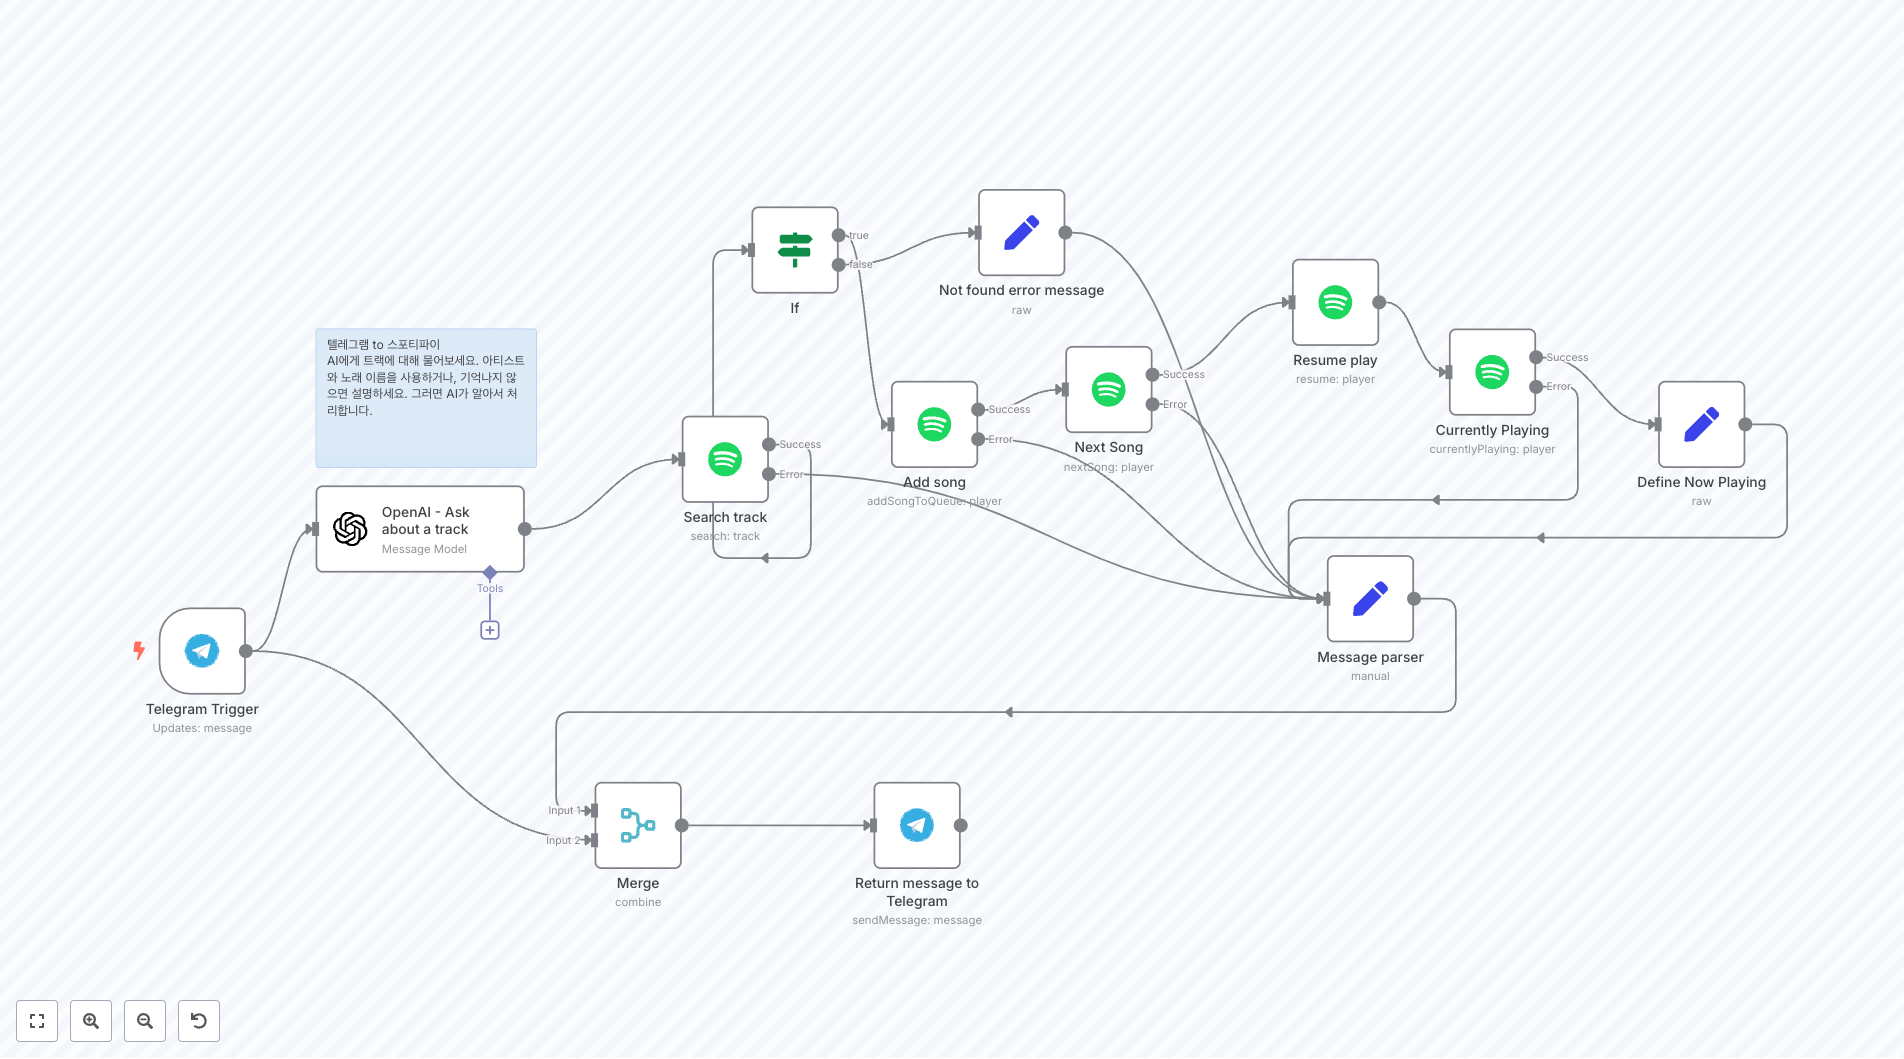 true
false
If
Not found error message
raw
Resume play
resume: player
텔레그램 to 스포티파이
AI에게 트랙에 대해 물어보세요. 아티스트
와 노래 이름을 사용하거나, 기억나지 않
으면 설명하세요. 그러면 AI가 알아서 처
리합니다.
Success
Error
Next Song
nextSong: player
Success
Error
Currently Playing
currentlyPlaying: player
Success
Error
Search track
search: track
Success
Error
Add song
addSongToQueue: player
Define Now Playing
raw
OpenAI - Ask
about a track
Message Model
Tools
Message parser
manual
Telegram Trigger
Updates: message
Input 1
Input 2
Merge
combine
Return message to
Telegram
sendMessage: message